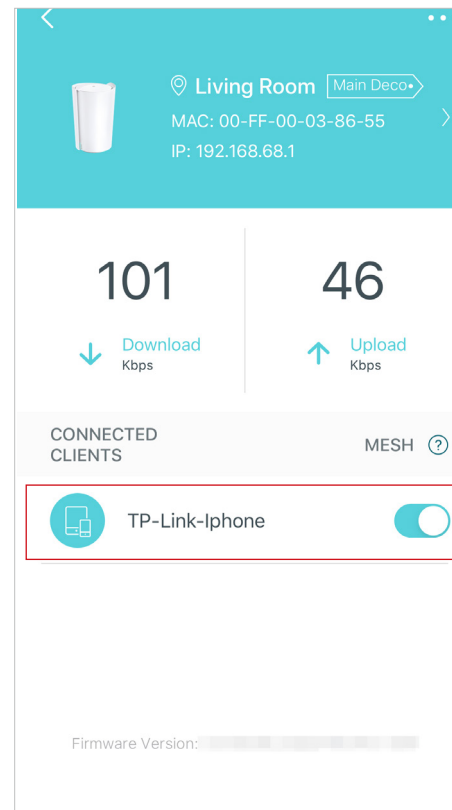 Living Room Main Deco
MAC: 00-FF-00-03-86-55
IP: 192.168.68.1
101 46
Download Upload
Kbps Kbps
CONNECTED
CLIENTS
MESH ?
TP-Link-Iphone
Firmware Version: